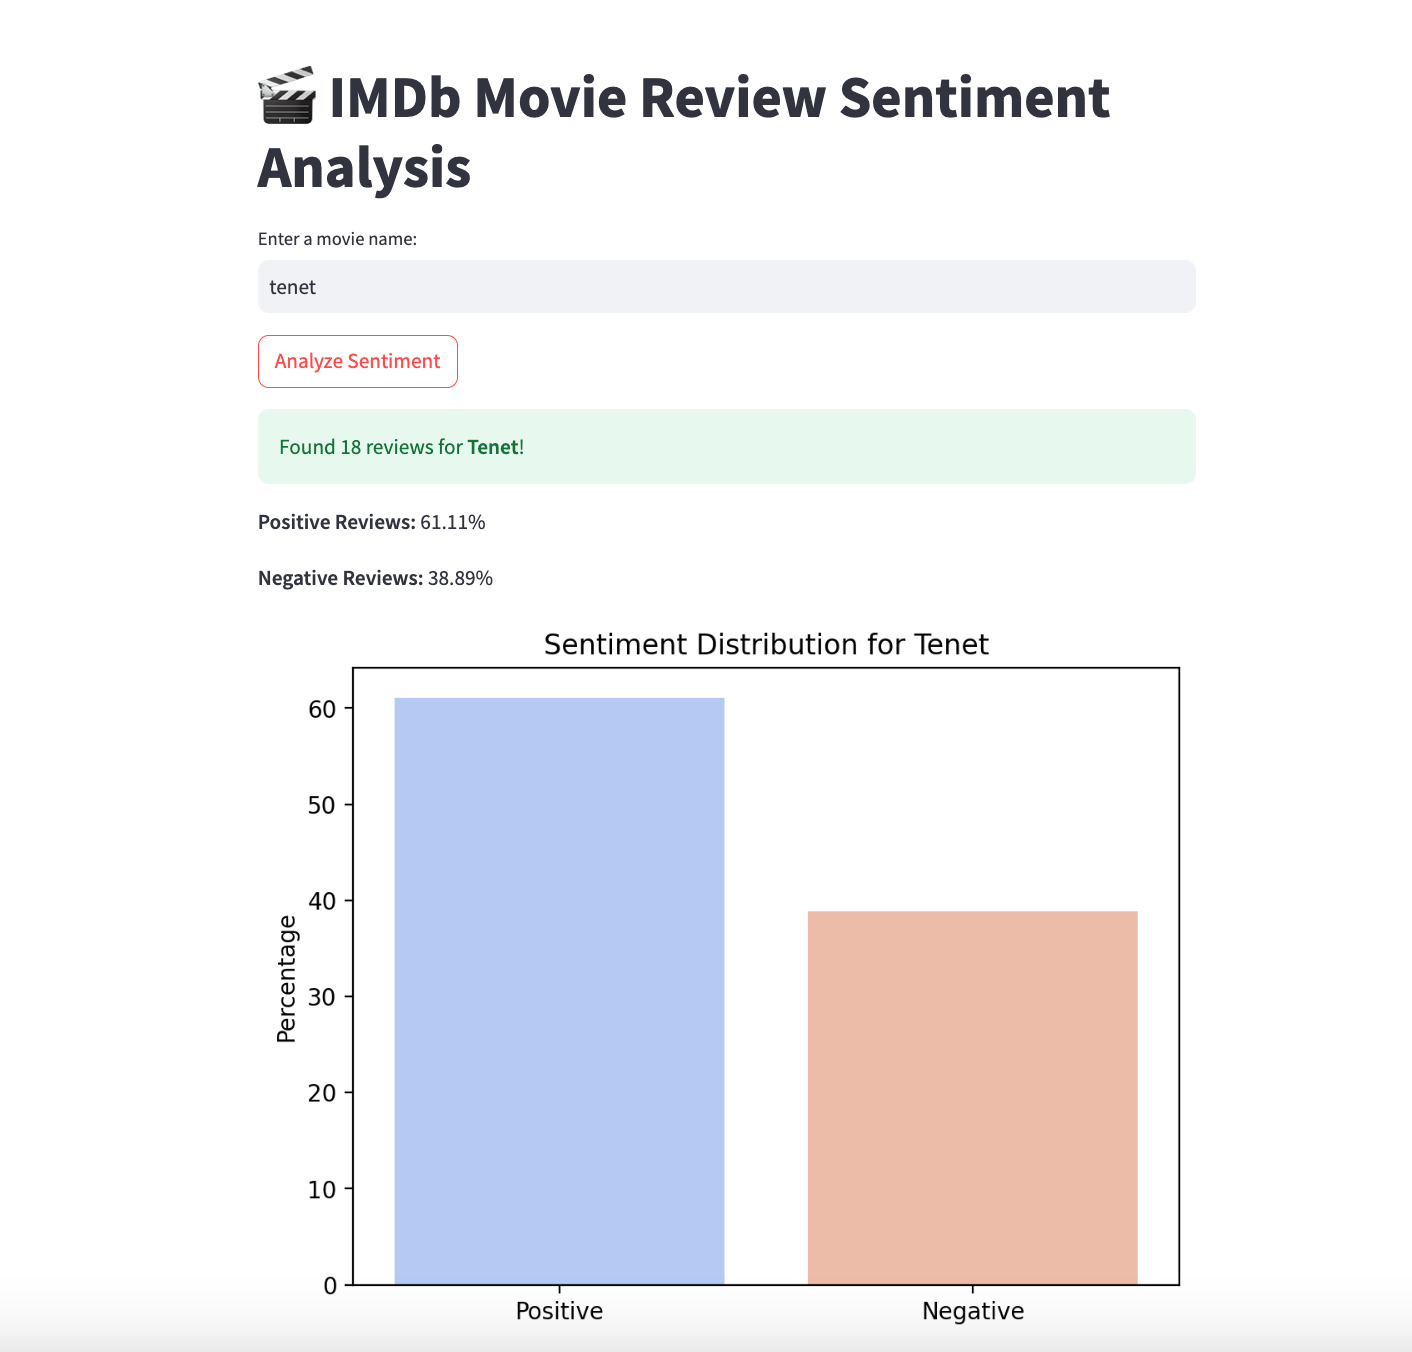 🎬 IMDb Movie Review Sentiment
Analysis
Enter a movie name:
tenet
Analyze Sentiment
Found 18 reviews for Tenet!
Positive Reviews: 61.11%
Negative Reviews: 38.89%
Sentiment Distribution for Tenet
60
50
40
30
20
10
0
Percentage
Positive
Negative